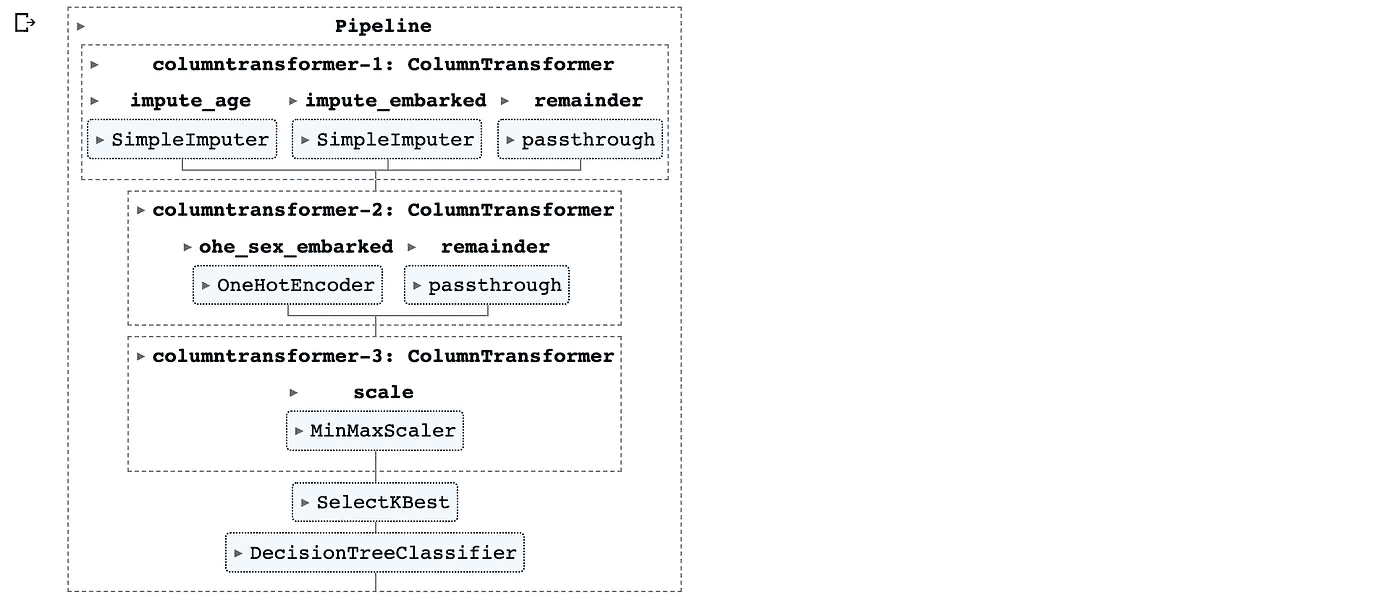 Pipeline
columntransformer-1: ColumnTransformer
impute_age impute_embarked remainder
SimpleImputer SimpleImputer passthrough
columntransformer-2: ColumnTransformer
ohe_sex_embarked remainder
OneHotEncoder passthrough
columntransformer-3: ColumnTransformer
scale
MinMaxScaler
SelectKBest
DecisionTreeClassifier